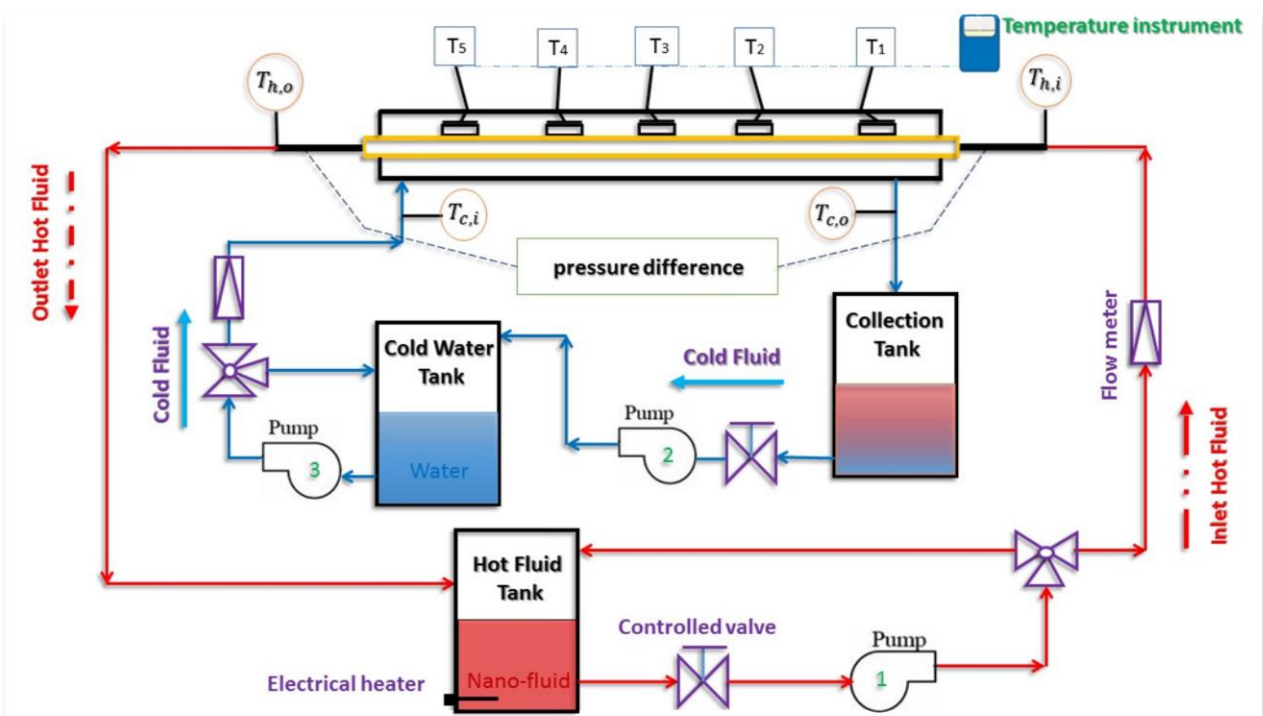 Temperature instrument
T5
T4
T3
T2
T1
Th,o
Th,i
Tc,i
Tc,o
pressure difference
Outlet Hot Fluid
Cold Fluid
Cold Water
Tank
Water
Pump
3
Cold Fluid
Pump
2
Collection
Tank
Flow meter
Inlet Hot Fluid
Hot Fluid
Tank
Nano-fluid
Electrical heater
Controlled valve
Pump
1